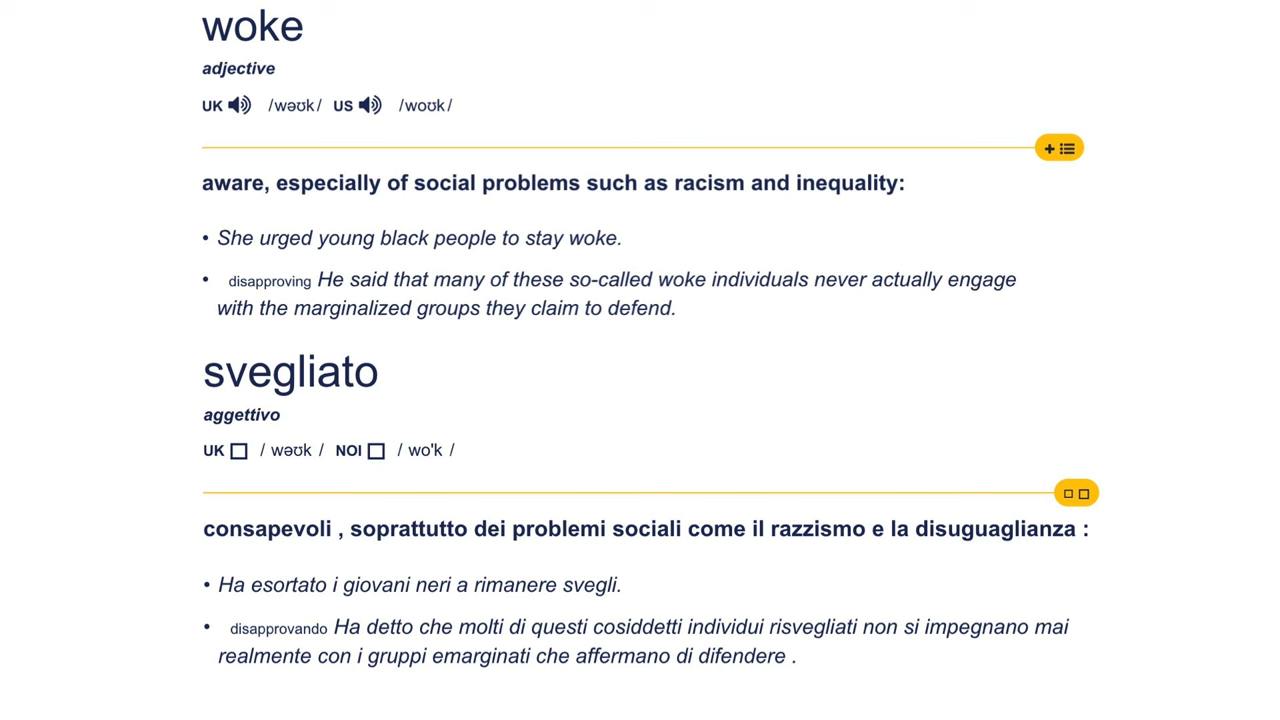 woke
adjective
UK /wəʊk/ US /woʊk/
aware, especially of social problems such as racism and inequality:
• She urged young black people to stay woke.
• disapproving He said that many of these so-called woke individuals never actually engage
with the marginalized groups they claim to defend.
svegliato
aggettivo
UK / wəʊk / NOI / wo'k /
consapevoli , soprattutto dei problemi sociali come il razzismo e la disuguaglianza :
• Ha esortato i giovani neri a rimanere svegli.
• disapprovando Ha detto che molti di questi cosiddetti individui risvegliati non si impegnano mai
realmente con i gruppi emarginati che affermano di difendere .